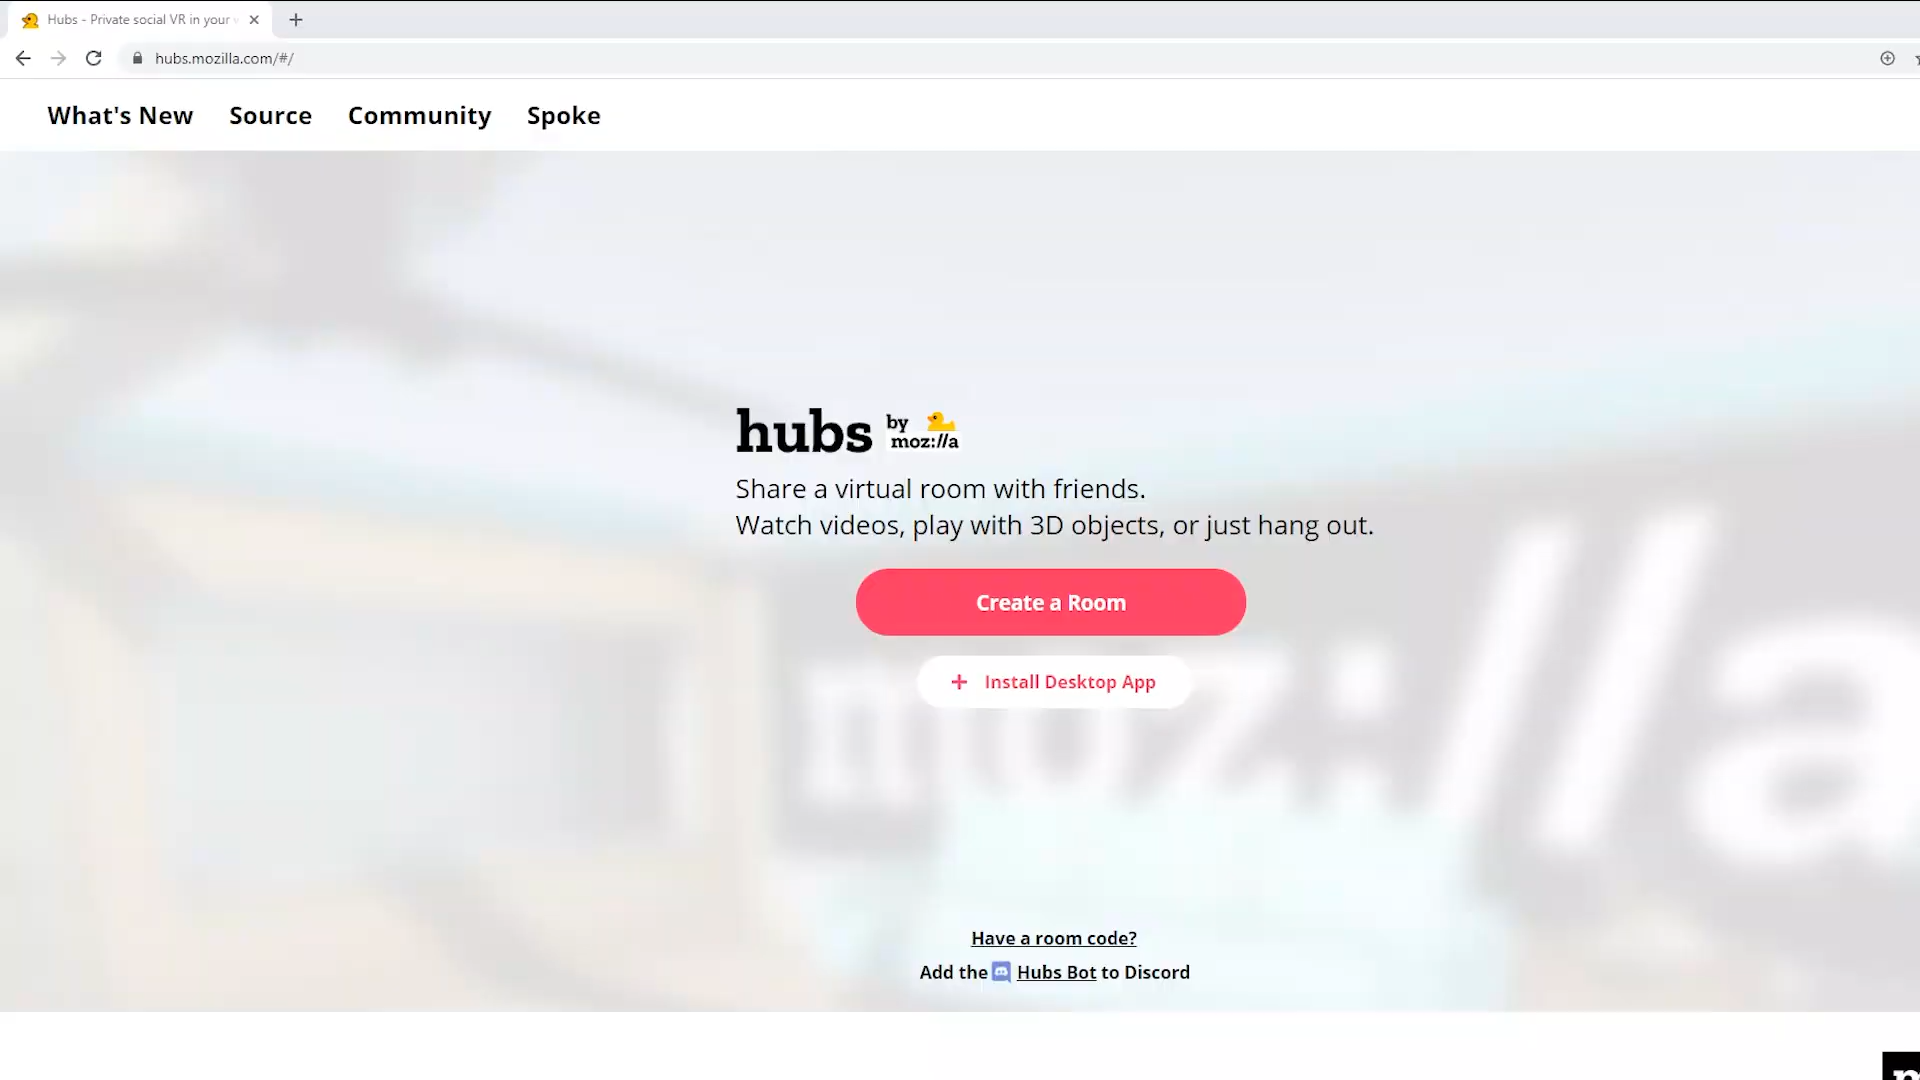 Hubs - Private social VR in your
hubs.mozilla.com/#/
What's New Source Community Spoke
hubs by moz://a
Share a virtual room with friends.
Watch videos, play with 3D objects, or just hang out.
Create a Room
+ Install Desktop App
moz://a
Have a room code?
Add the Hubs Bot to Discord